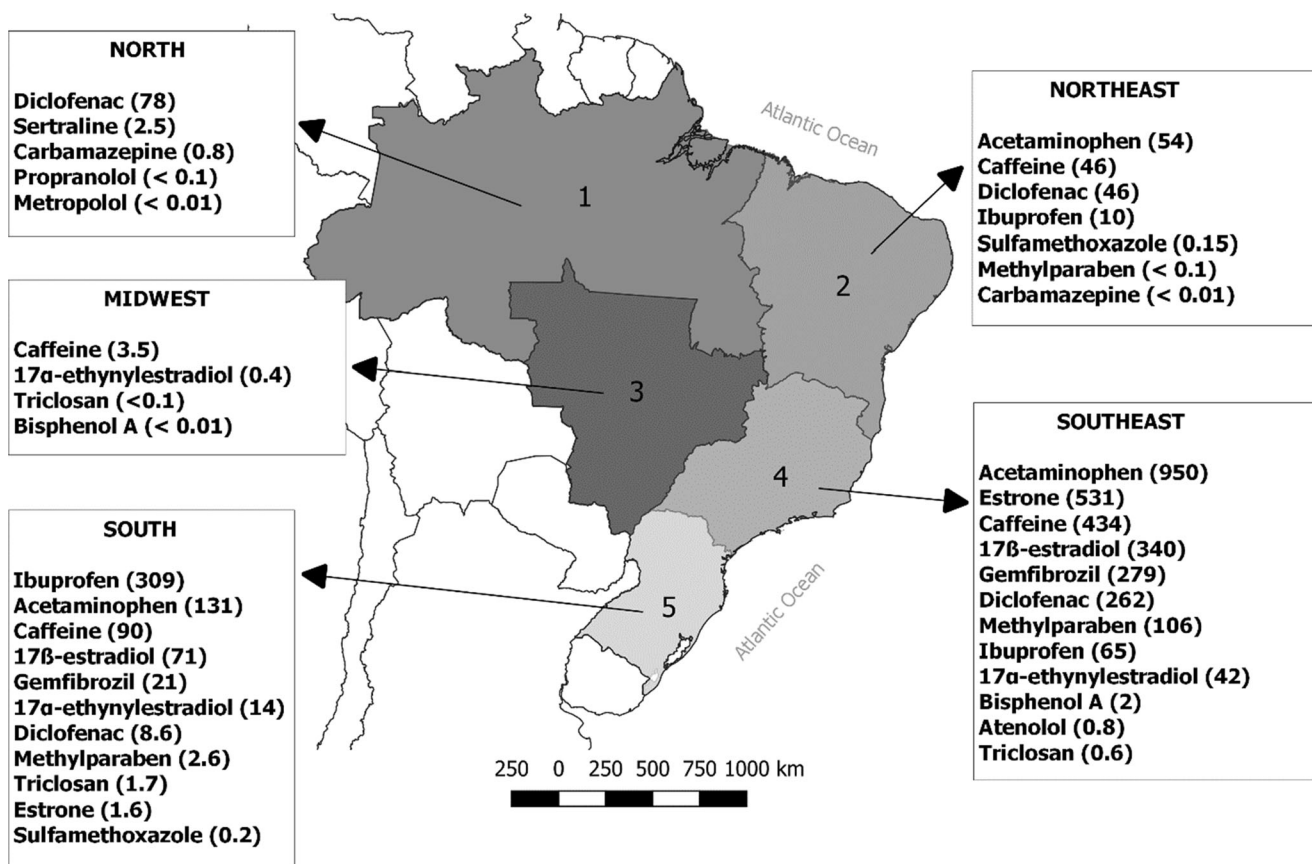 NORTH
Diclofenac (78)
Sertraline (2.5)
Carbamazepine (0.8)
Propranolol (< 0.1)
Metropolol (< 0.01)
MIDWEST
Caffeine (3.5)
17α-ethynylestradiol (0.4)
Triclosan (<0.1)
Bisphenol A (< 0.01)
SOUTH
Ibuprofen (309)
Acetaminophen (131)
Caffeine (90)
17ß-estradiol (71)
Gemfibrozil (21)
17α-ethynylestradiol (14)
Diclofenac (8.6)
Methylparaben (2.6)
Triclosan (1.7)
Estrone (1.6)
Sulfamethoxazole (0.2)
Atlantic Ocean
1
2
3
4
5
Atlantic Ocean
250 0 250 500 750 1000 km
NORTHEAST
Acetaminophen (54)
Caffeine (46)
Diclofenac (46)
Ibuprofen (10)
Sulfamethoxazole (0.15)
Methylparaben (< 0.1)
Carbamazepine (< 0.01)
SOUTHEAST
Acetaminophen (950)
Estrone (531)
Caffeine (434)
17ß-estradiol (340)
Gemfibrozil (279)
Diclofenac (262)
Methylparaben (106)
Ibuprofen (65)
17α-ethynylestradiol (42)
Bisphenol A (2)
Atenolol (0.8)
Triclosan (0.6)